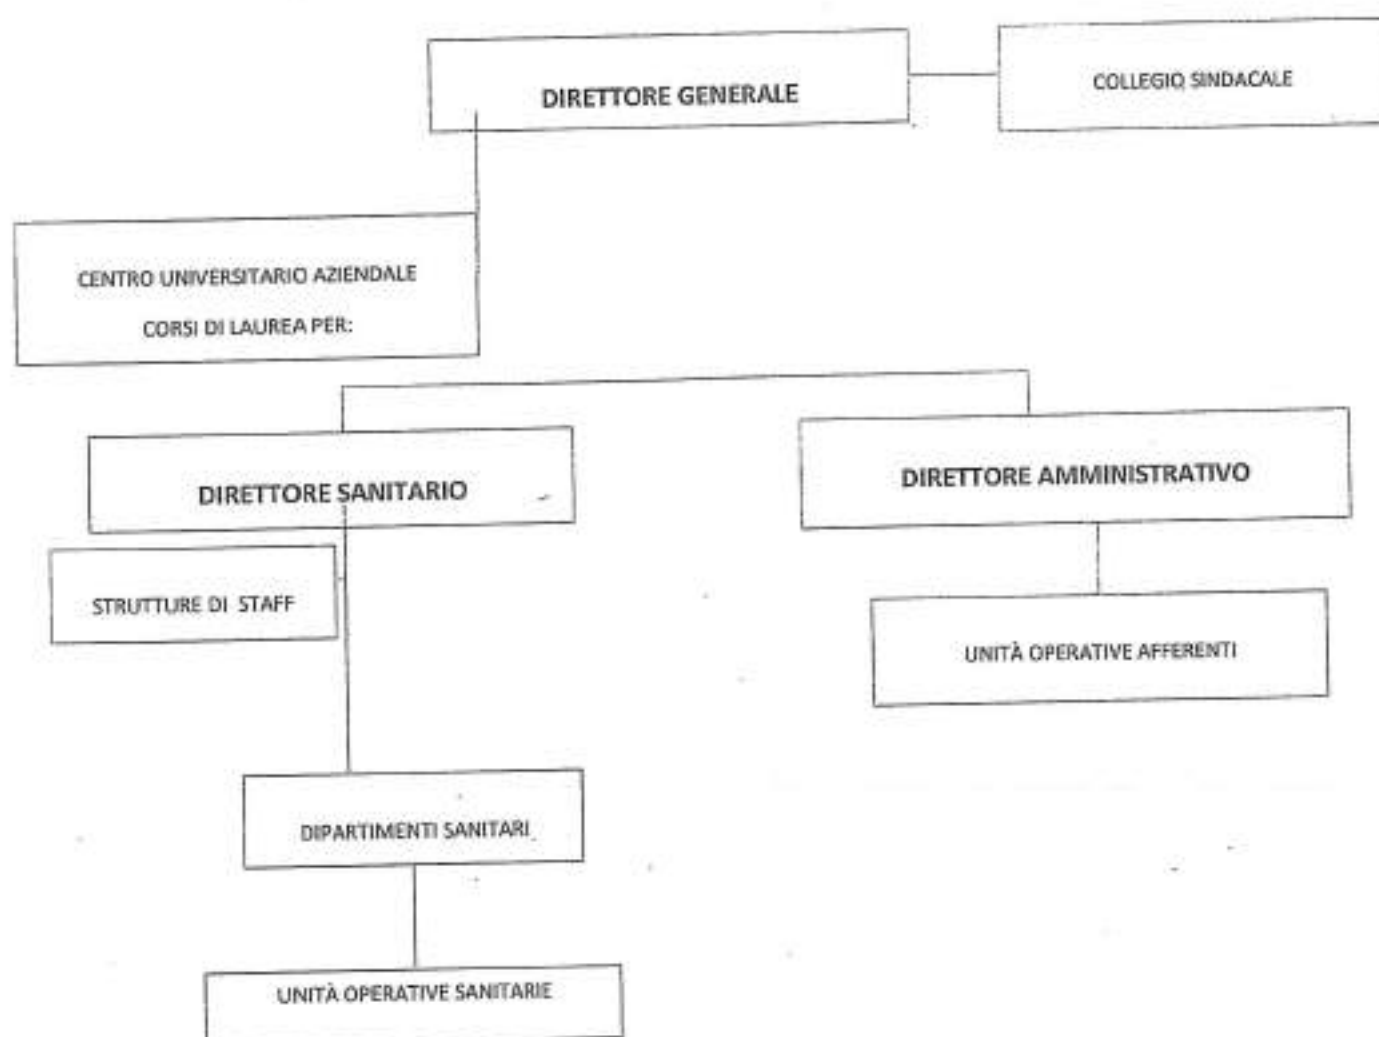 DIRETTORE GENERALE
COLLEGIO SINDACALE
CENTRO UNIVERSITARIO AZIENDALE
CORSI DI LAUREA PER:
DIRETTORE SANITARIO
DIRETTORE AMMINISTRATIVO
STRUTTURE DI STAFF
UNITÀ OPERATIVE AFFERENTI
DIPARTIMENTI SANITARI
UNITÀ OPERATIVE SANITARIE